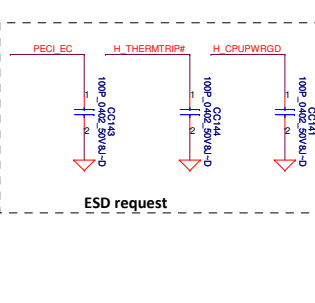 PECI_EC
H_THERMTRIP#
H_CPUPWRGD
1
2
CC143
100P_0402_50V8J~D
1
2
CC144
100P_0402_50V8J~D
1
2
CC141
100P_0402_50V8J~D
ESD request